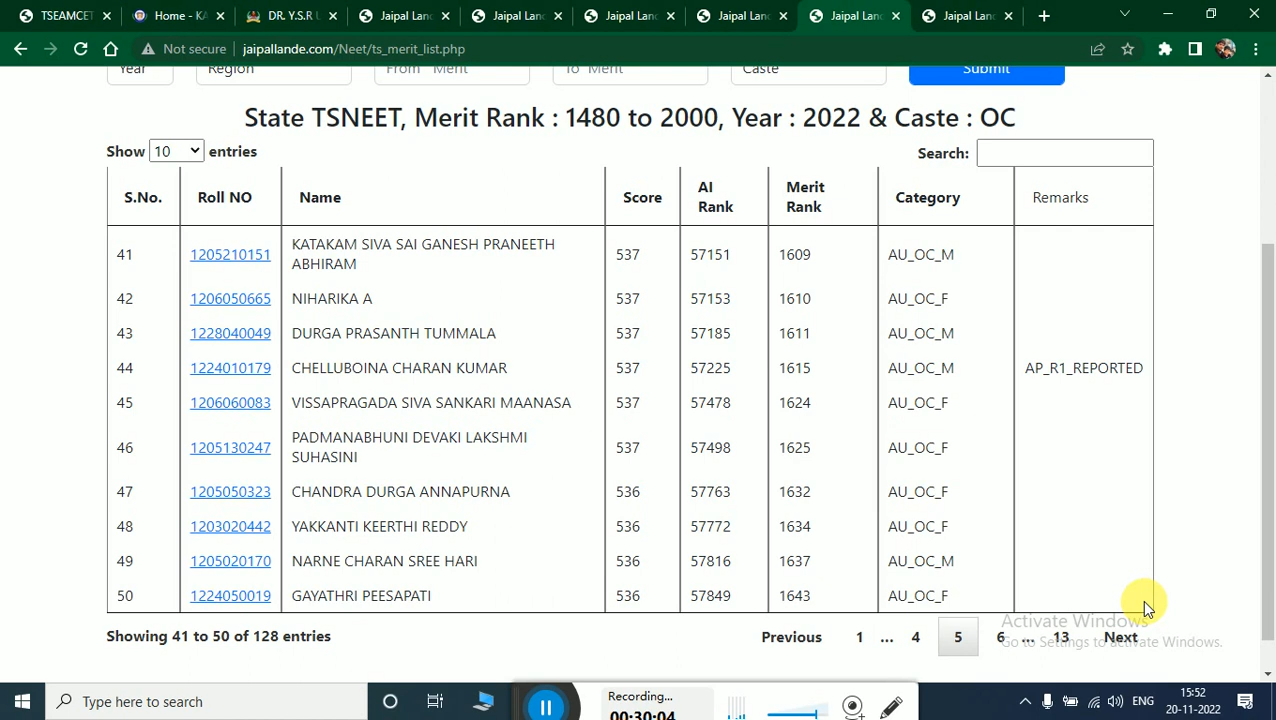 TSEAMCET
Home - KA
DR. Y.S.R U
Jaipal Land
Jaipal Land
Jaipal Land
Jaipal Land
Jaipal Land
Jaipal Land
Not secure
jaipallande.com/Neet/ts_merit_list.php
Year
Region
From Merit
To Merit
Caste
Submit
State TSNEET, Merit Rank : 1480 to 2000, Year : 2022 & Caste : OC
Show 10 entries
Search:
S.No. Roll NO Name Score AI Rank Merit Rank Category Remarks
41 1205210151 KATAKAM SIVA SAI GANESH PRANEETH ABHIRAM 537 57151 1609 AU_OC_M
42 1206050665 NIHARIKA A 537 57153 1610 AU_OC_F
43 1228040049 DURGA PRASANTH TUMMALA 537 57185 1611 AU_OC_M
44 1224010179 CHELLUBOINA CHARAN KUMAR 537 57225 1615 AU_OC_M AP_R1_REPORTED
45 1206060083 VISSAPRAGADA SIVA SANKARI MAANASA 537 57478 1624 AU_OC_F
46 1205130247 PADMANABHUNI DEVAKI LAKSHMI SUHASINI 537 57498 1625 AU_OC_F
47 1205050323 CHANDRA DURGA ANNAPURNA 536 57763 1632 AU_OC_F
48 1203020442 YAKKANTI KEERTHI REDDY 536 57772 1634 AU_OC_F
49 1205020170 NARNE CHARAN SREE HARI 536 57816 1637 AU_OC_M
50 1224050019 GAYATHRI PEESAPATI 536 57849 1643 AU_OC_F
Showing 41 to 50 of 128 entries
Previous 1 ... 4 5 6 ... 13 Next
Activate Windows
Go to Settings to activate Windows.
Type here to search
Recording...
00:30:04
ENG
15:52
20-11-2022